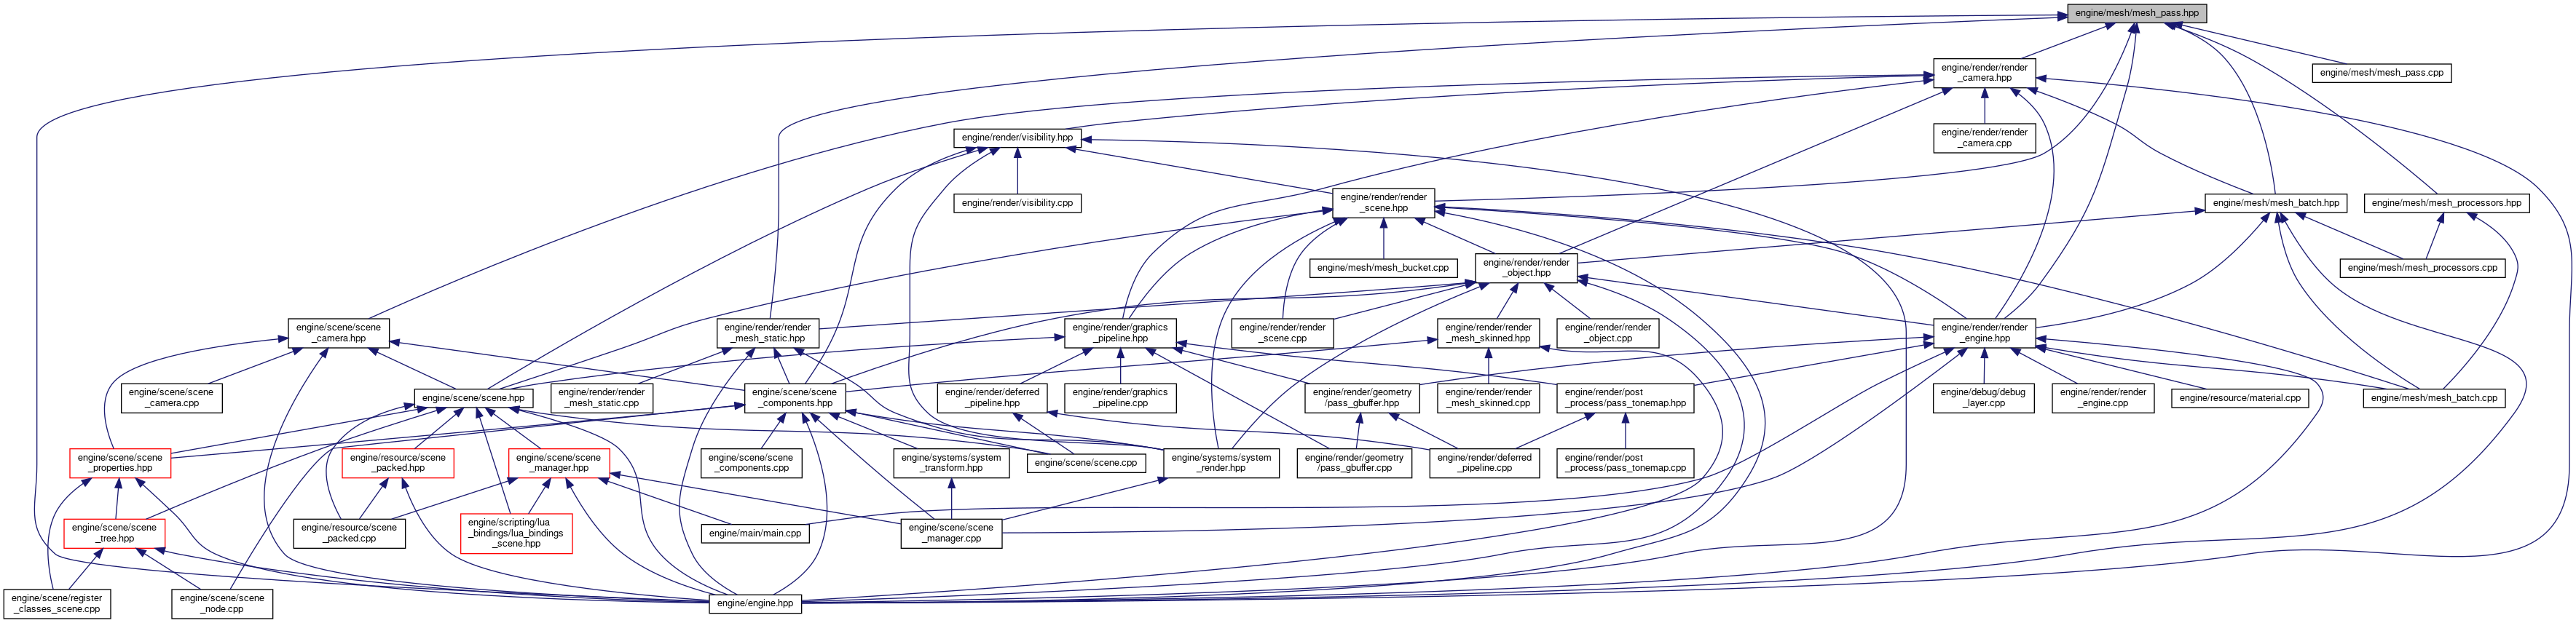 engine/mesh/mesh_pass.hpp
engine/render/render
_camera.hpp
engine/mesh/mesh_pass.cpp
engine/render/visibility.hpp
engine/render/render
_camera.cpp
engine/render/visibility.cpp
engine/render/render
_scene.hpp
engine/mesh/mesh_batch.hpp
engine/mesh/mesh_processors.hpp
engine/mesh/mesh_bucket.cpp
engine/render/render
_object.hpp
engine/mesh/mesh_processors.cpp
engine/scene/scene
_camera.hpp
engine/render/render
_mesh_static.hpp
engine/render/graphics
_pipeline.hpp
engine/render/render
_scene.cpp
engine/render/render
_mesh_skinned.hpp
engine/render/render
_object.cpp
engine/render/render
_engine.hpp
engine/scene/scene
_camera.cpp
engine/scene/scene.hpp
engine/render/render
_mesh_static.cpp
engine/scene/scene
_components.hpp
engine/render/deferred
_pipeline.hpp
engine/render/graphics
_pipeline.cpp
engine/render/geometry
/pass_gbuffer.hpp
engine/render/render
_mesh_skinned.cpp
engine/render/post
_process/pass_tonemap.hpp
engine/debug/debug
_layer.cpp
engine/render/render
_engine.cpp
engine/resource/material.cpp
engine/mesh/mesh_batch.cpp
engine/scene/scene
_properties.hpp
engine/resource/scene
_packed.hpp
engine/scene/scene
_manager.hpp
engine/scene/scene
_components.cpp
engine/systems/system
_transform.hpp
engine/scene/scene.cpp
engine/systems/system
_render.hpp
engine/render/geometry
/pass_gbuffer.cpp
engine/render/deferred
_pipeline.cpp
engine/render/post
_process/pass_tonemap.cpp
engine/scene/scene
_tree.hpp
engine/resource/scene
_packed.cpp
engine/scripting/lua
_bindings/lua_bindings
_scene.hpp
engine/main/main.cpp
engine/scene/scene
_manager.cpp
engine/scene/register
_classes_scene.cpp
engine/scene/scene
_node.cpp
engine/engine.hpp